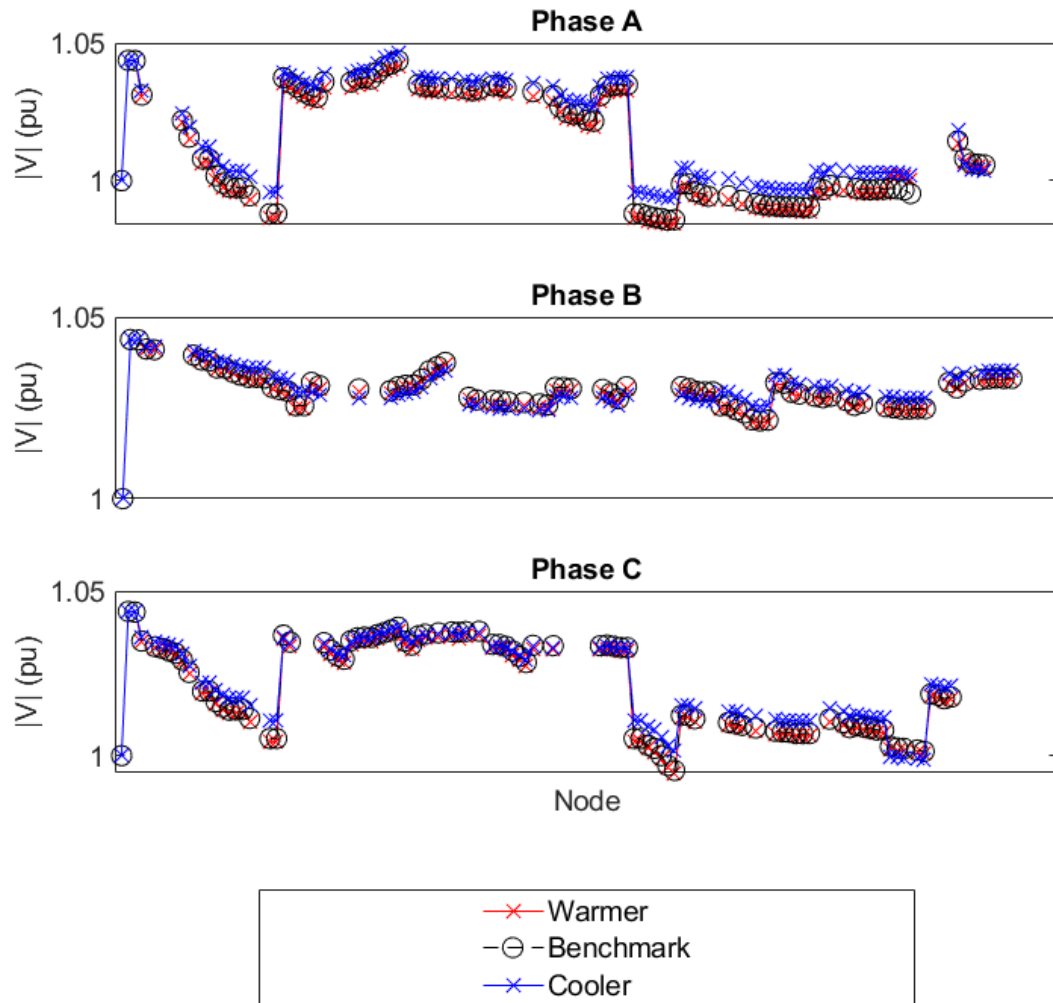 Phase A
1.05
|V| (pu)
1
Phase B
1.05
|V| (pu)
1
Phase C
1.05
|V| (pu)
1
Node
Warmer
Benchmark
Cooler